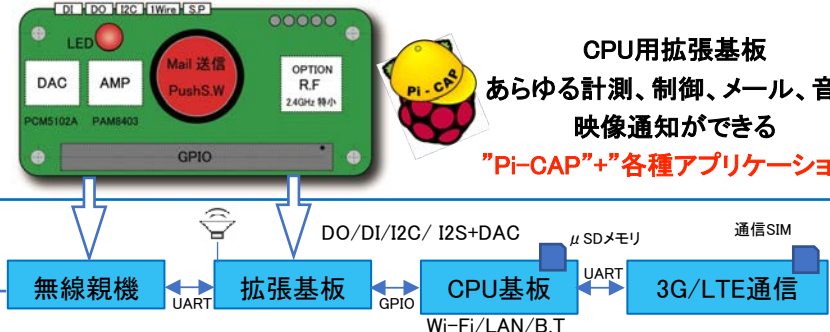 DI DO I2C 1Wire S.P
LED
DAC
AMP
Mail 送信
PushS.W
OPTION
R.F
2.4GHz 特小
PCM5102A
PAM8403
GPIO
Pi-CAP
CPU用拡張基板
あらゆる計測、制御、メール、音
映像通知ができる
”Pi-CAP”+”各種アプリケーショ
DO/DI/I2C/ I2S+DAC
μSDメモリ
通信SIM
無線親機
UART
拡張基板
GPIO
CPU基板
UART
3G/LTE通信
Wi-Fi/LAN/B.T